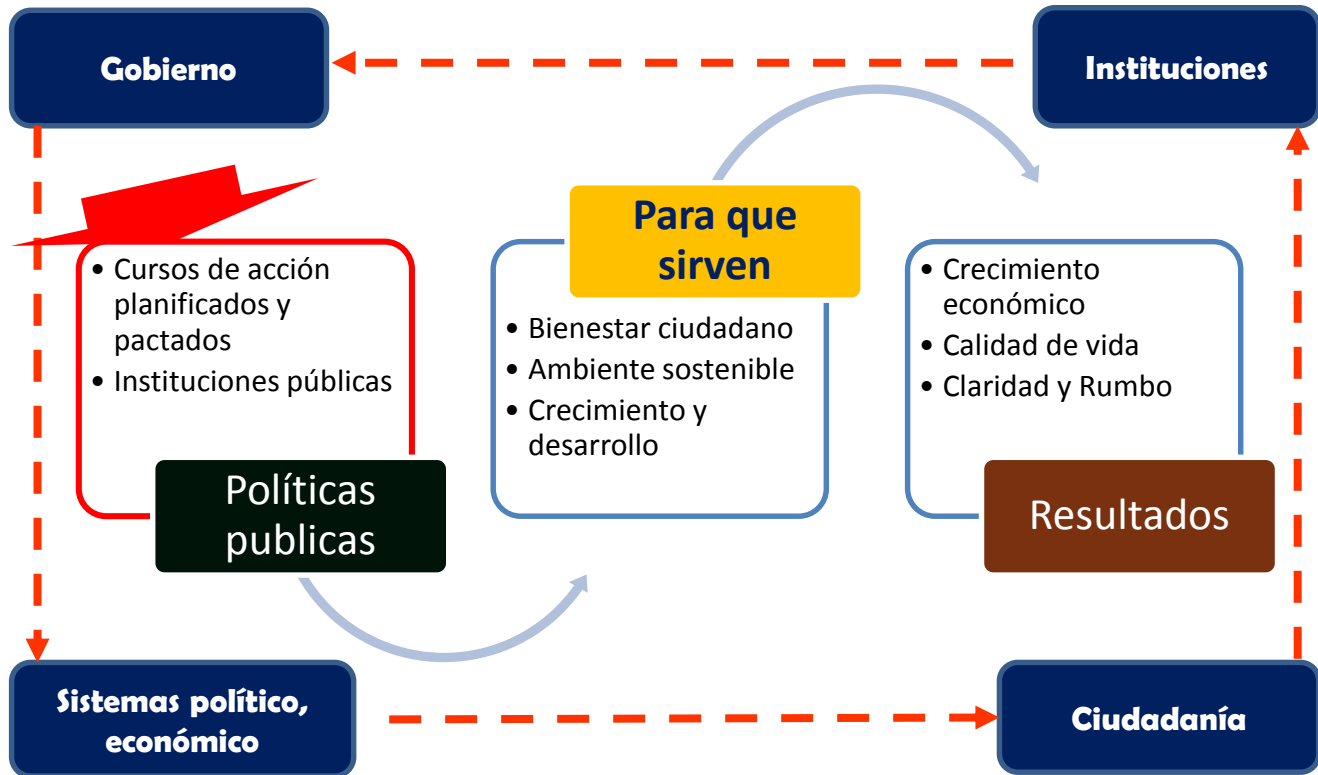 Gobierno
Instituciones
• Cursos de acción
planificados y
pactados
• Instituciones públicas
Políticas
publicas
Para que
sirven
• Bienestar ciudadano
• Ambiente sostenible
• Crecimiento y
desarrollo
• Crecimiento
económico
• Calidad de vida
• Claridad y Rumbo
Resultados
Sistemas político,
económico
Ciudadanía